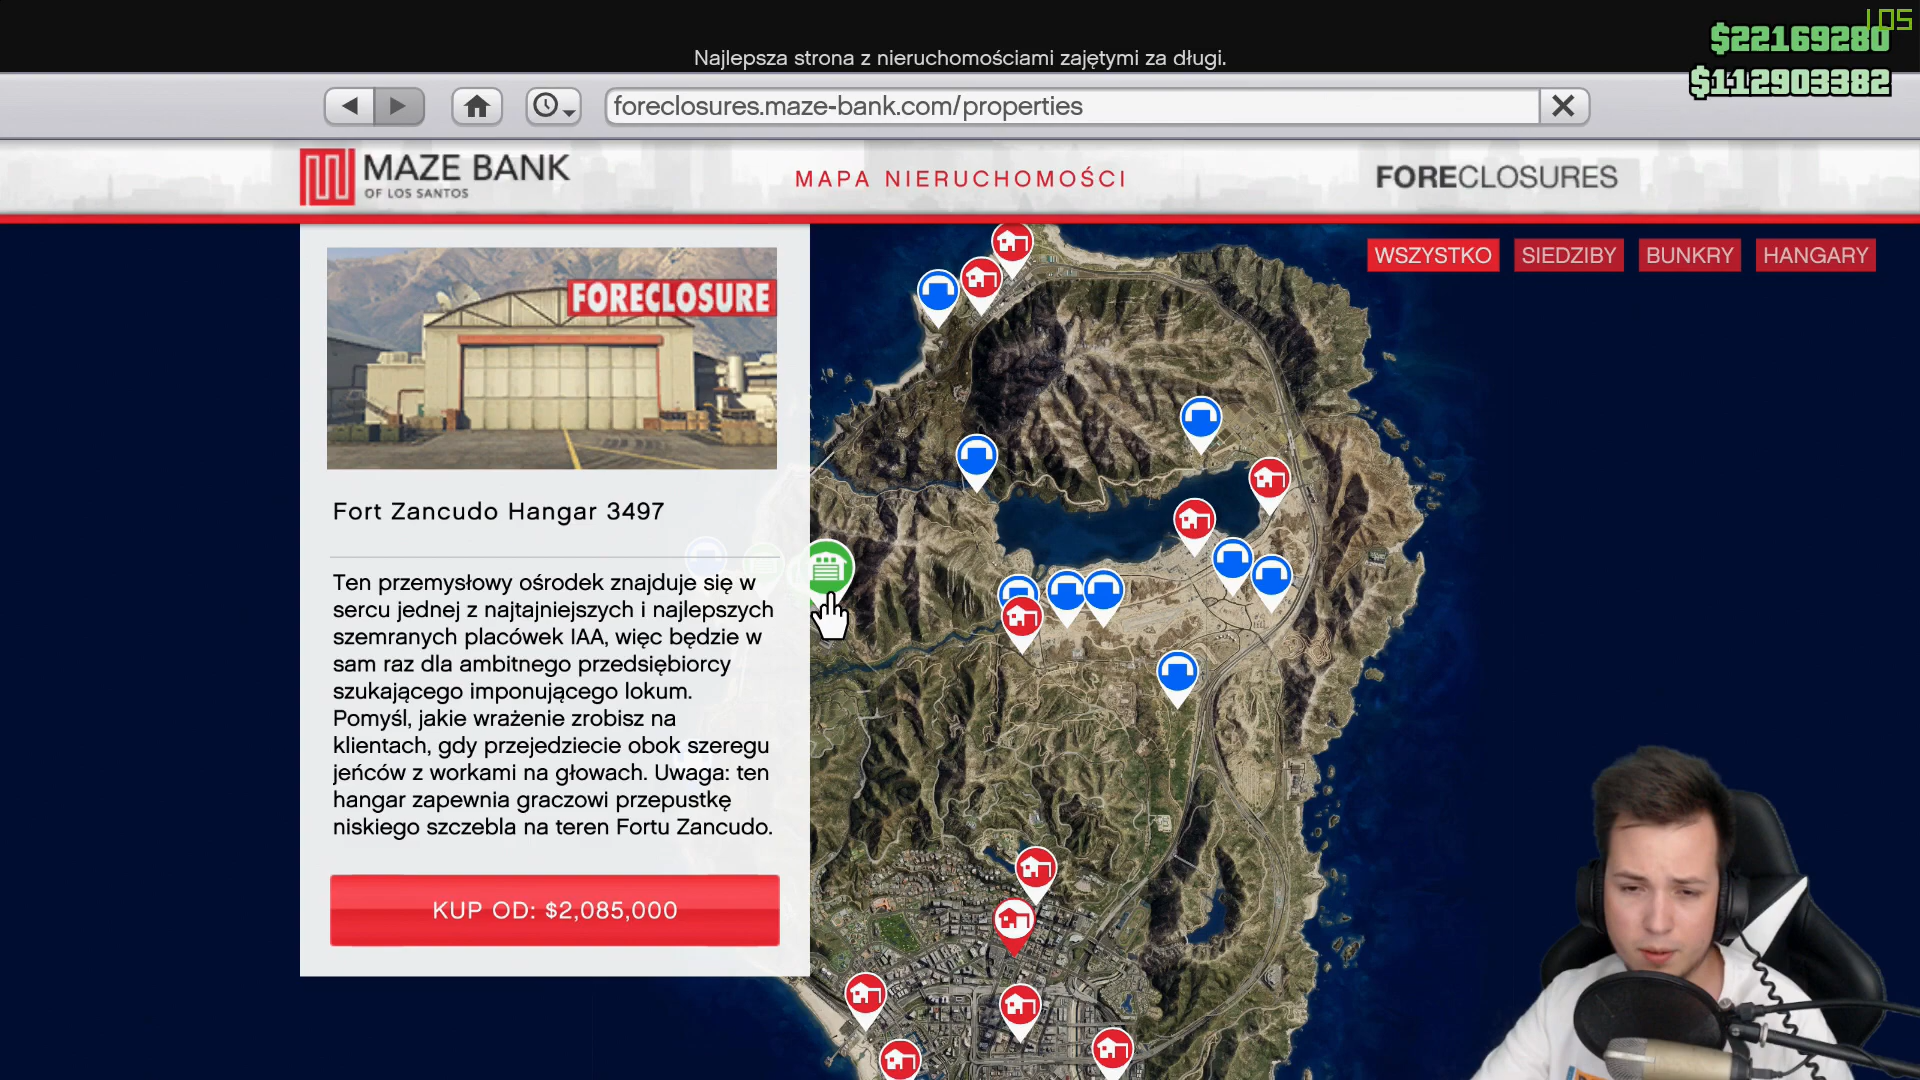 105
$22169280
$112903382
Najlepsza strona z nieruchomościami zajętymi za długi.
foreclosures.maze-bank.com/properties
MAZE BANK
OF LOS SANTOS
MAPA NIERUCHOMOŚCI
FORECLOSURES
WSZYSTKO
SIEDZIBY
BUNKRY
HANGARY
FORECLOSURE
Fort Zancudo Hangar 3497
Ten przemysłowy ośrodek znajduje się w
sercu jednej z najtajniejszych i najlepszych
szemranych placówek IAA, więc będzie w
sam raz dla ambitnego przedsiębiorcy
szukającego imponującego lokum.
Pomyśl, jakie wrażenie zrobisz na
klientach, gdy przejedziecie obok szeregu
jeńców z workami na głowach. Uwaga: ten
hangar zapewnia graczowi przepustkę
niskiego szczebla na teren Fortu Zancudo.
KUP OD: $2,085,000